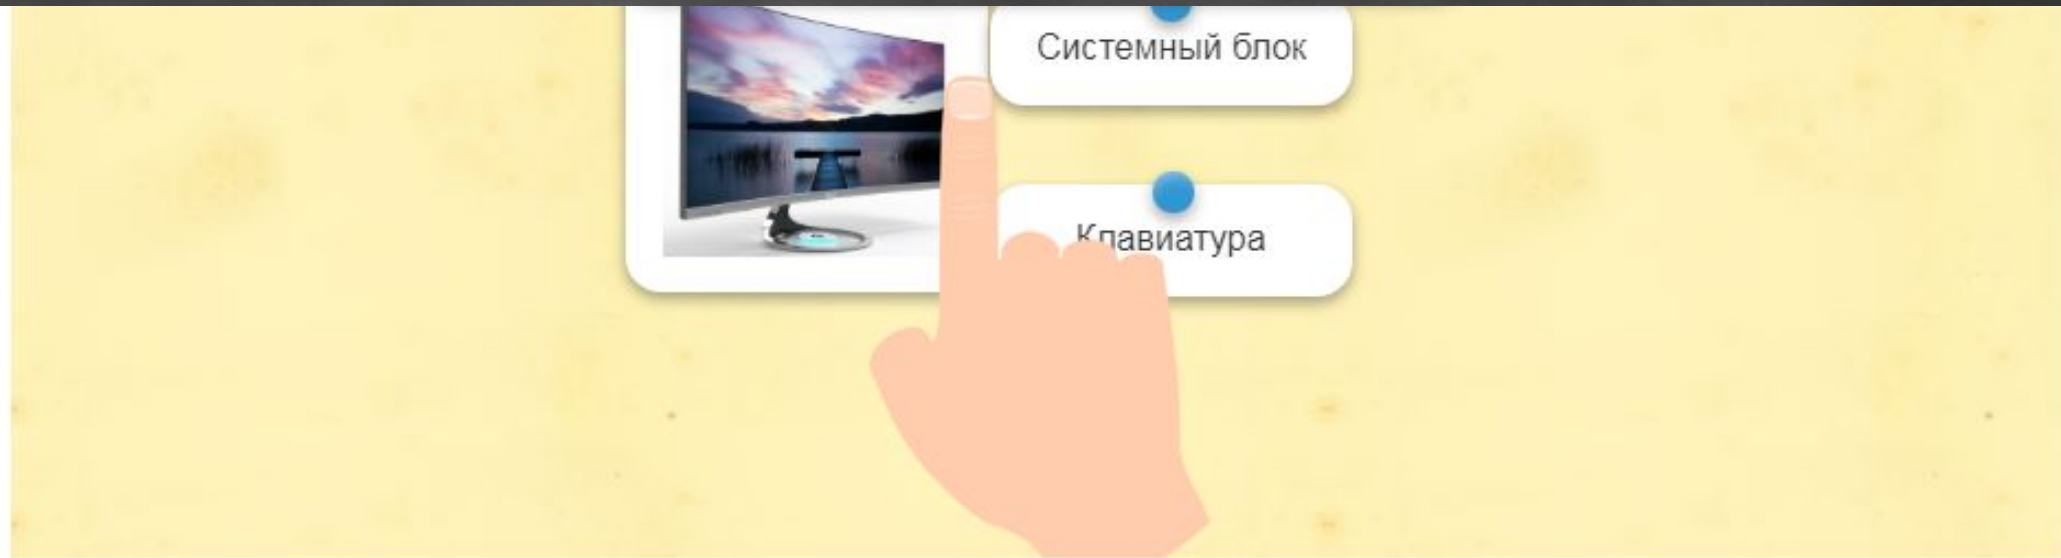 Системный блок
Клавиатура